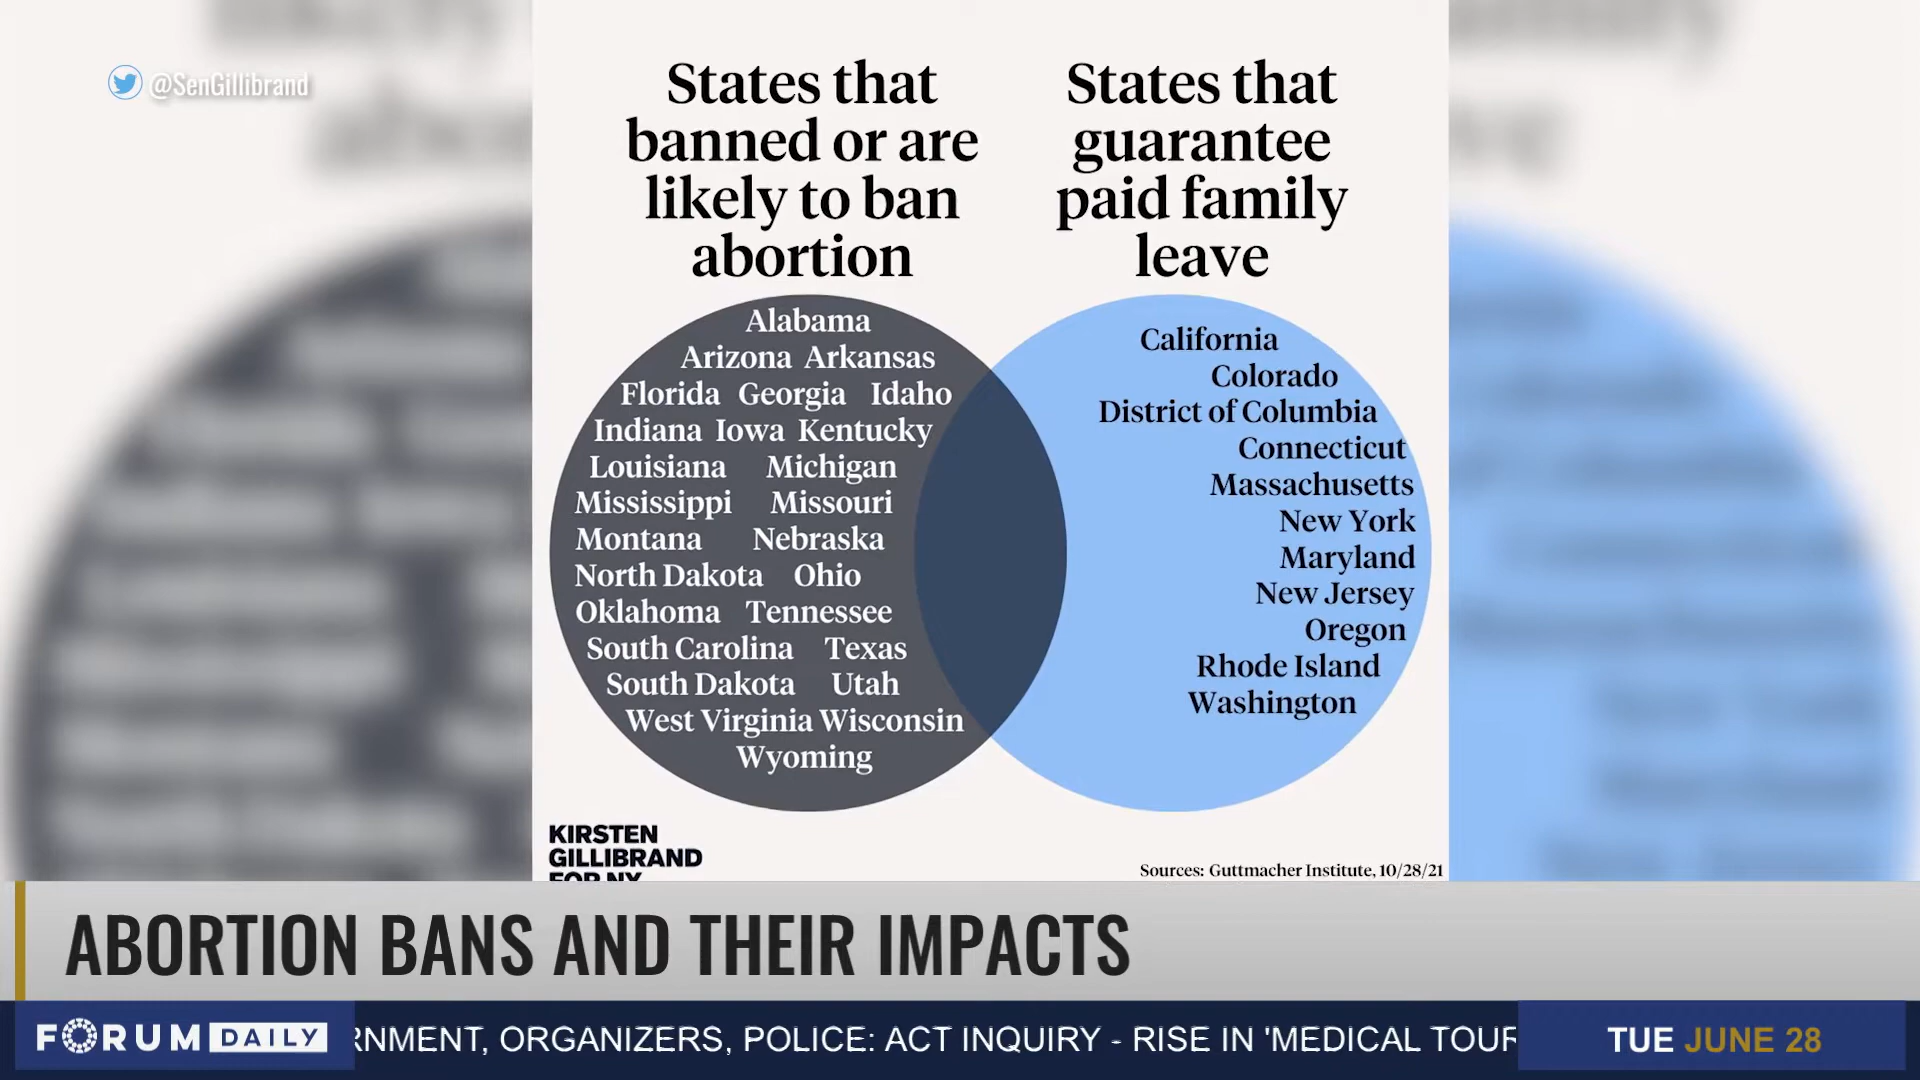 @SenGillibrand
States that
banned or are
likely to ban
abortion
States that
guarantee
paid family
leave
Alabama
Arizona Arkansas
Florida Georgia Idaho
Indiana Iowa Kentucky
Louisiana Michigan
Mississippi Missouri
Montana Nebraska
North Dakota Ohio
Oklahoma Tennessee
South Carolina Texas
South Dakota Utah
West Virginia Wisconsin
Wyoming
California
Colorado
District of Columbia
Connecticut
Massachusetts
New York
Maryland
New Jersey
Oregon
Rhode Island
Washington
KIRSTEN
GILLIBRAND
FOR NY
Sources: Guttmacher Institute, 10/28/21
ABORTION BANS AND THEIR IMPACTS
FORUM DAILY
RNMENT, ORGANIZERS, POLICE: ACT INQUIRY - RISE IN 'MEDICAL TOUR
TUE JUNE 28